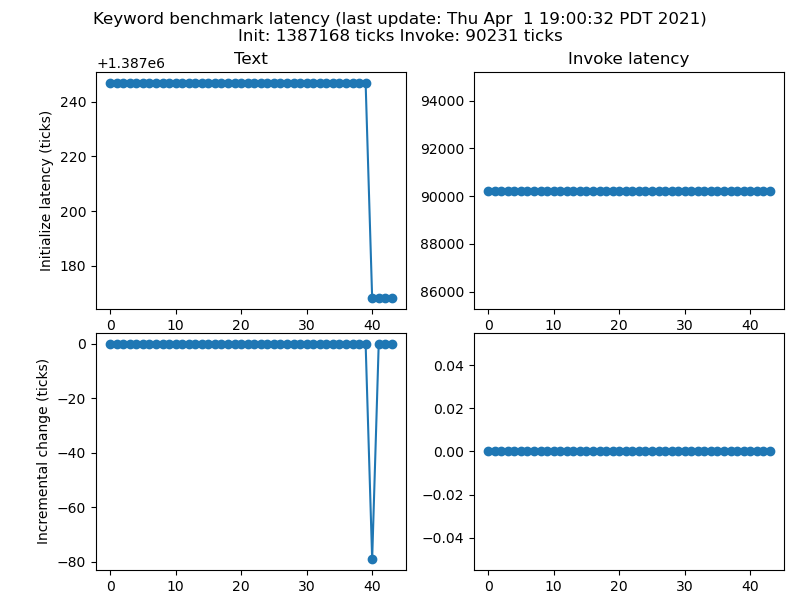 Keyword benchmark latency (last update: Thu Apr  1 19:00:32 PDT 2021)
Init: 1387168 ticks Invoke: 90231 ticks
Text
+1.387e6
240
220
200
180
Initialize latency (ticks)
0 10 20 30 40
Invoke latency
94000
92000
90000
88000
86000
0 10 20 30 40
0
−20
−40
−60
−80
Incremental change (ticks)
0 10 20 30 40
0.04
0.02
0.00
−0.02
−0.04
0 10 20 30 40